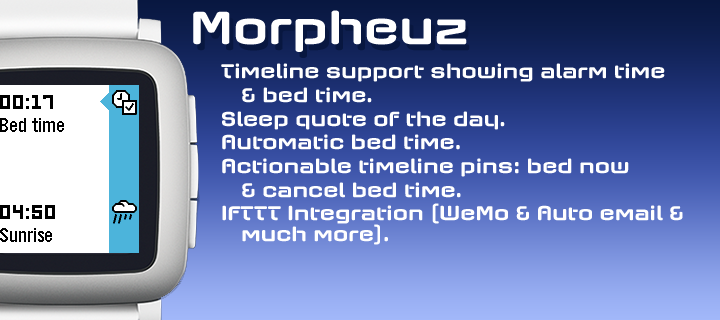 Morpheuz
Timeline support showing alarm time
& bed time.
Sleep quote of the day.
Automatic bed time.
Actionable timeline pins: bed now
& cancel bed time.
IFTTT Integration (WeMo & Auto email &
much more).
00:17
Bed time
04:50
Sunrise